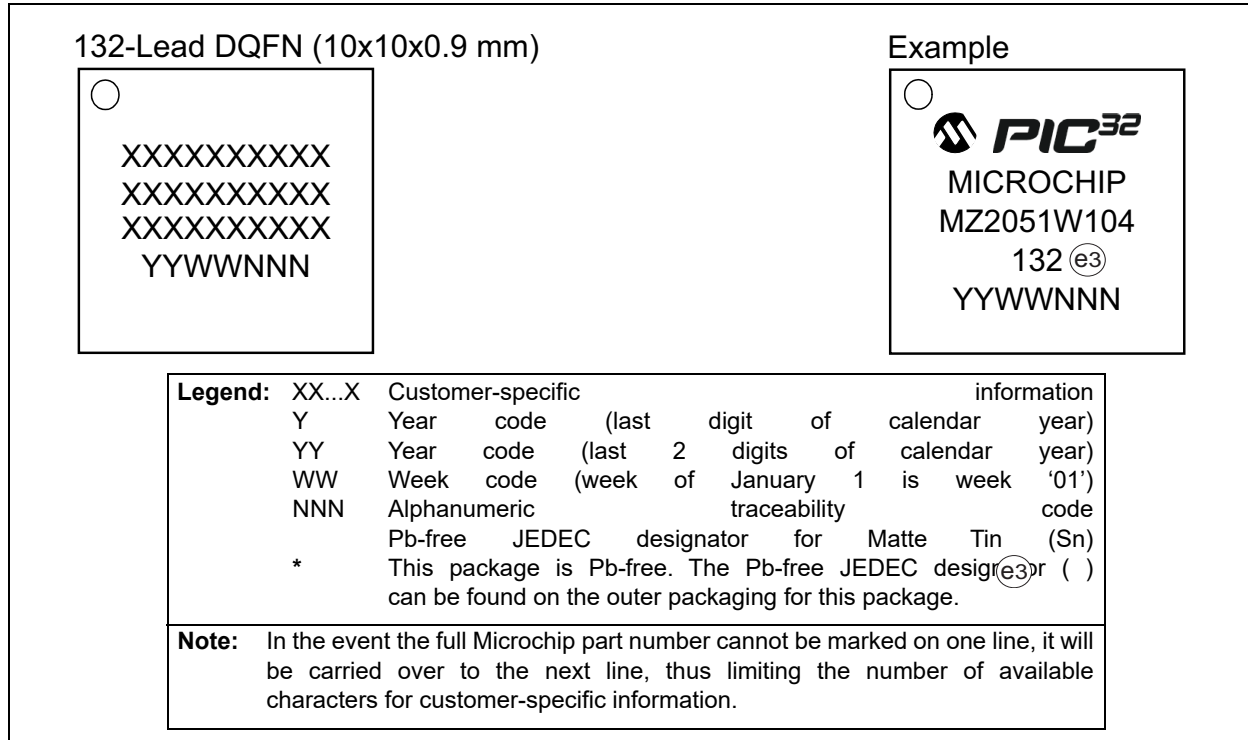 132-Lead DQFN (10x10x0.9 mm)
XXXXXXXXXX
XXXXXXXXXX
XXXXXXXXXX
YYWWNNN
Example
PIC32
MICROCHIP
MZ2051W104
132 e3
YYWWNNN
Legend: XX...X Customer-specific information
Y Year code (last digit of calendar year)
YY Year code (last 2 digits of calendar year)
WW Week code (week of January 1 is week ‘01’)
NNN Alphanumeric traceability code
Pb-free JEDEC designator for Matte Tin (Sn)
* This package is Pb-free. The Pb-free JEDEC design e3 or ( )
can be found on the outer packaging for this package.
Note: In the event the full Microchip part number cannot be marked on one line, it will
be carried over to the next line, thus limiting the number of available
characters for customer-specific information.